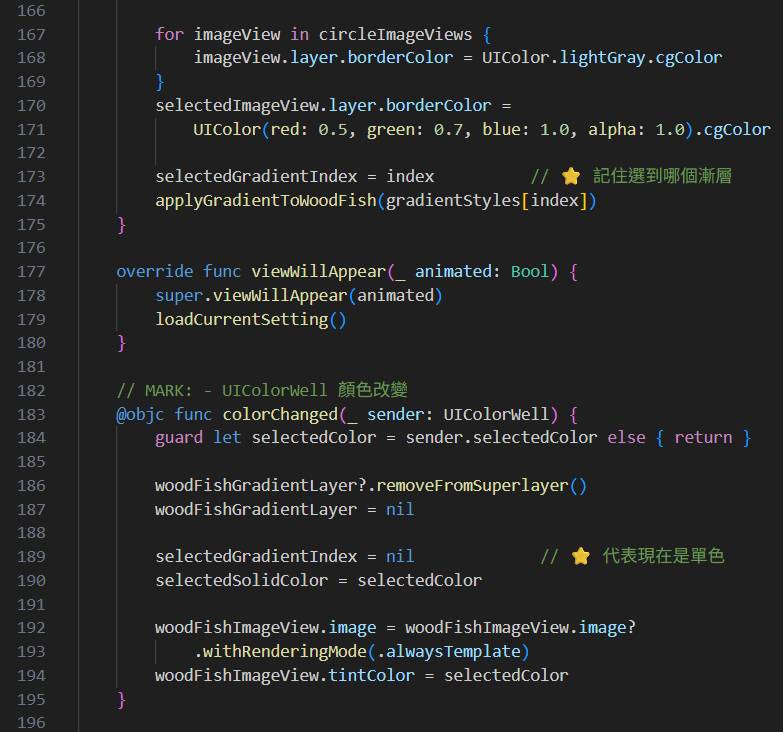 166
167 for imageView in circleImageViews {
168 imageView.layer.borderColor = UIColor.lightGray.cgColor
169 }
170 selectedImageView.layer.borderColor =
171 UIColor(red: 0.5, green: 0.7, blue: 1.0, alpha: 1.0).cgColor
172
173 selectedGradientIndex = index // ⭐ 記住選到哪個漸層
174 applyGradientToWoodFish(gradientStyles[index])
175 }
176
177 override func viewWillAppear(_ animated: Bool) {
178 super.viewWillAppear(animated)
179 loadCurrentSetting()
180 }
181
182 // MARK: - UIColorWell 顏色改變
183 @objc func colorChanged(_ sender: UIColorWell) {
184 guard let selectedColor = sender.selectedColor else { return }
185
186 woodFishGradientLayer?.removeFromSuperlayer()
187 woodFishGradientLayer = nil
188
189 selectedGradientIndex = nil // ⭐ 代表現在是單色
190 selectedSolidColor = selectedColor
191
192 woodFishImageView.image = woodFishImageView.image?
193 .withRenderingMode(.alwaysTemplate)
194 woodFishImageView.tintColor = selectedColor
195 }
196